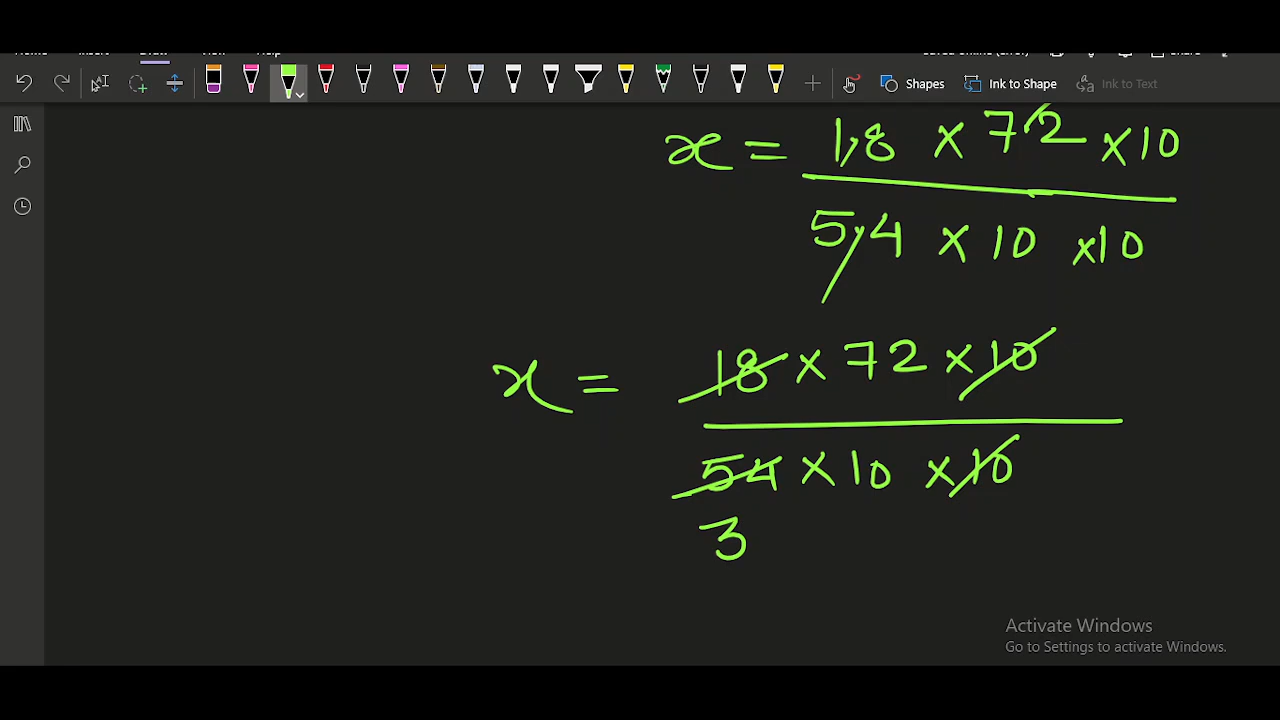 Shapes Ink to Shape Ink to Text
x = 1,8 x 7,2 x 10
5,4 x 10 x 10
x = 18 x 72 x 10
54 x 10 x 10
3
Activate Windows
Go to Settings to activate Windows.